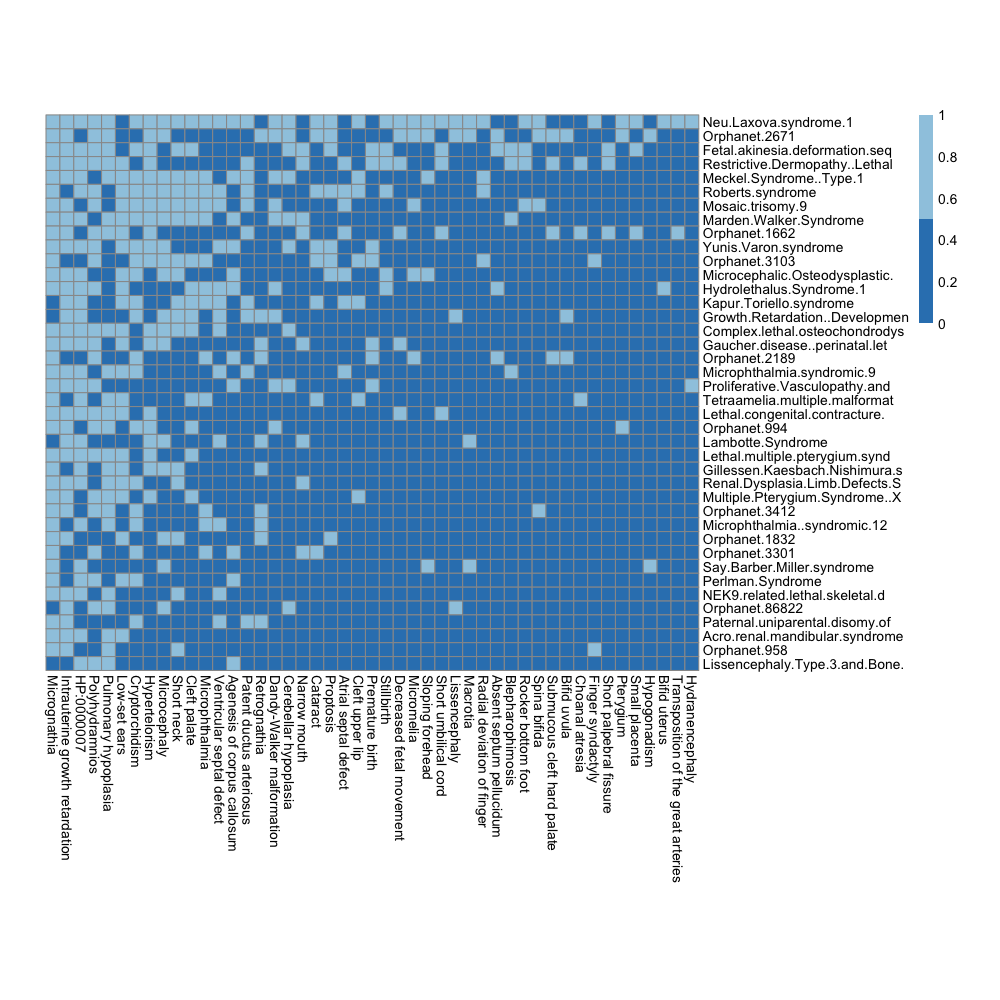 Neu.Laxova.syndrome.1
Orphanet.2671
Fetal.akinesia.deformation.seq
Restrictive.Dermopathy..Lethal
Meckel.Syndrome..Type.1
Roberts.syndrome
Mosaic.trisomy.9
Marden.Walker.Syndrome
Orphanet.1662
Yunis.Varon.syndrome
Orphanet.3103
Microcephalic.Osteodysplastic.
Hydrolethalus.Syndrome.1
Kapur.Toriello.syndrome
Growth.Retardation..Developmen
Complex.lethal.osteochondrodys
Gaucher.disease..perinatal.let
Orphanet.2189
Microphthalmia.syndromic.9
Proliferative.Vasculopathy.and
Tetraamelia.multiple.malformat
Lethal.congenital.contracture.
Orphanet.994
Lambotte.Syndrome
Lethal.multiple.pterygium.synd
Gillessen.Kaesbach.Nishimura.s
Renal.Dysplasia.Limb.Defects.S
Multiple.Pterygium.Syndrome..X
Orphanet.3412
Microphthalmia..syndromic.12
Orphanet.1832
Orphanet.3301
Say.Barber.Miller.syndrome
Perlman.Syndrome
NEK9.related.lethal.skeletal.d
Orphanet.86822
Paternal.uniparental.disomy.of
Acro.renal.mandibular.syndrome
Orphanet.958
Lissencephaly.Type.3.and.Bone.
1
0.8
0.6
0.4
0.2
0
Micrognathia
Intrauterine growth retardation
HP:0000007
Polyhydramnios
Pulmonary hypoplasia
Low-set ears
Cryptorchidism
Hypertelorism
Microcephaly
Short neck
Cleft palate
Microphthalmia
Ventricular septal defect
Agenesis of corpus callosum
Patent ductus arteriosus
Retrognathia
Dandy-Walker malformation
Cerebellar hypoplasia
Narrow mouth
Cataract
Proptosis
Atrial septal defect
Cleft upper lip
Premature birth
Stillbirth
Decreased fetal movement
Micromelia
Sloping forehead
Short umbilical cord
Lissencephaly
Macrotia
Radial deviation of finger
Absent septum pellucidum
Blepharophimosis
Rocker bottom foot
Spina bifida
Submucous cleft hard palate
Bifid uvula
Choanal atresia
Finger syndactyly
Short palpebral fissure
Pterygium
Small placenta
Hypogonadism
Bifid uterus
Transposition of the great arteries
Hydranencephaly